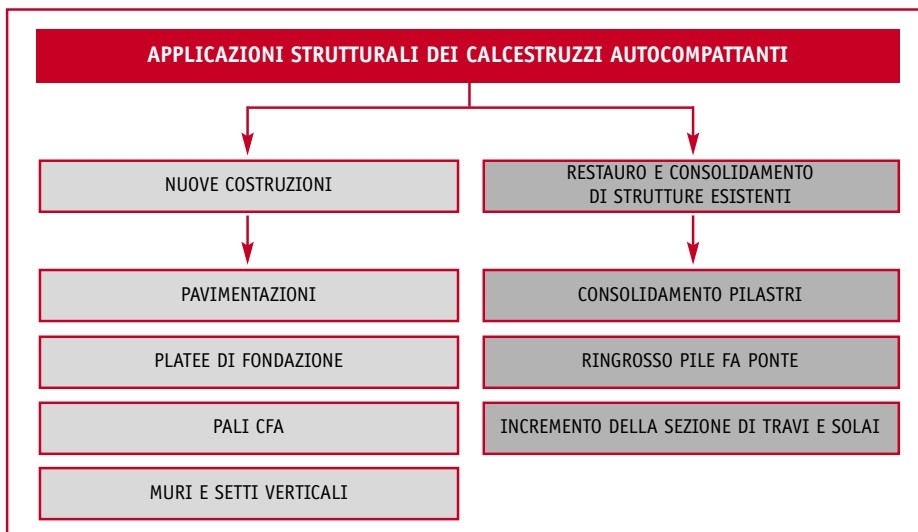 APPLICAZIONI STRUTTURALI DEI CALCESTRUZZI AUTOCOMPATTANTI
NUOVE COSTRUZIONI
RESTAURO E CONSOLIDAMENTO
DI STRUTTURE ESISTENTI
PAVIMENTAZIONI
CONSOLIDAMENTO PILASTRI
PLATEE DI FONDAZIONE
RINGROSSO PILE FA PONTE
PALI CFA
INCREMENTO DELLA SEZIONE DI TRAVI E SOLAI
MURI E SETTI VERTICALI